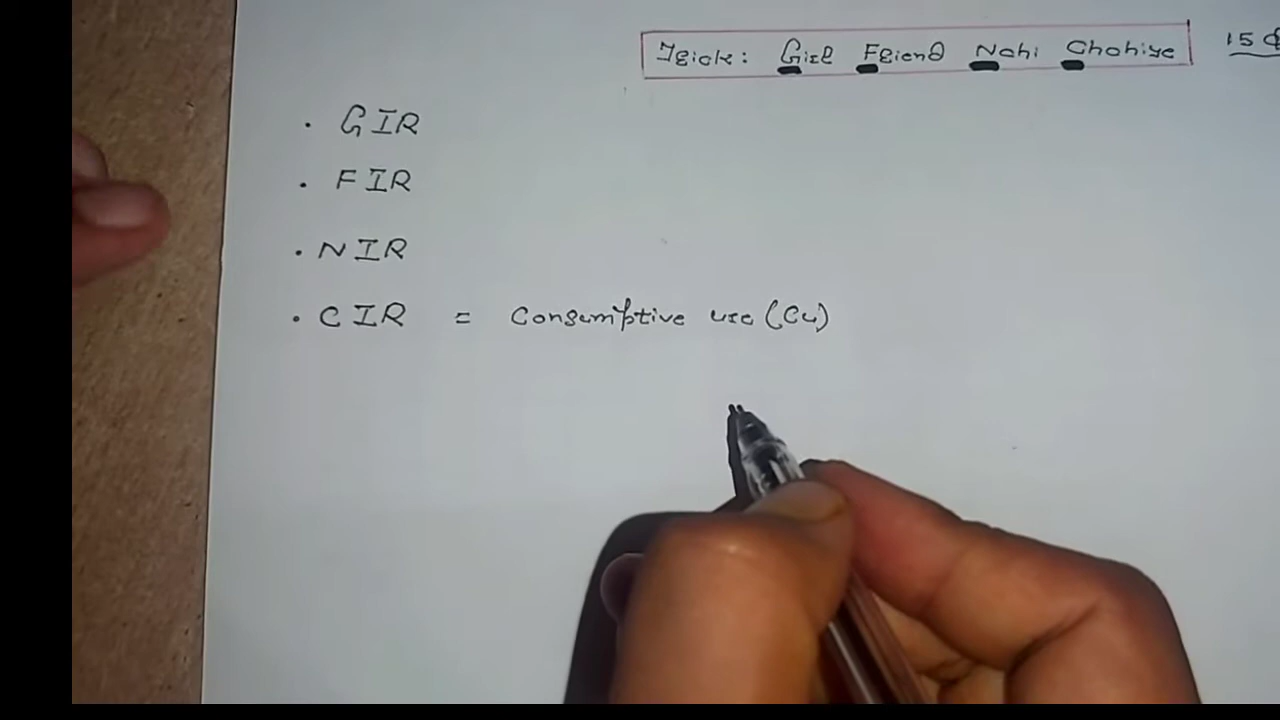 Trick: Girl Friend Nahi Chahiye 15
• GIR
• FIR
• NIR
• CIR = Consumptive use (Cu)